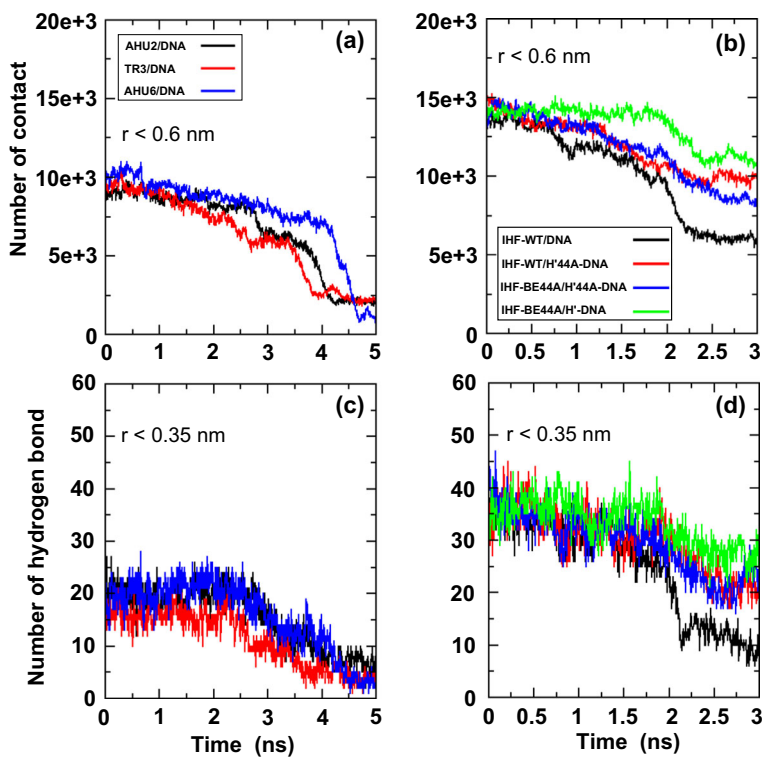 (a)
AHU2/DNA
TR3/DNA
AHU6/DNA
r < 0.6 nm
Number of contact
20e+3
15e+3
10e+3
5e+3
0
0 1 2 3 4 5
(b)
r < 0.6 nm
20e+3
15e+3
10e+3
5e+3
0
IHF-WT/DNA
IHF-WT/H'44A-DNA
IHF-BE44A/H'44A-DNA
IHF-BE44A/H'-DNA
0 0.5 1 1.5 2 2.5 3
(c)
r < 0.35 nm
Number of hydrogen bond
60
50
40
30
20
10
0
0 1 2 3 4 5
Time (ns)
(d)
r < 0.35 nm
60
50
40
30
20
10
0
0 0.5 1 1.5 2 2.5 3
Time (ns)